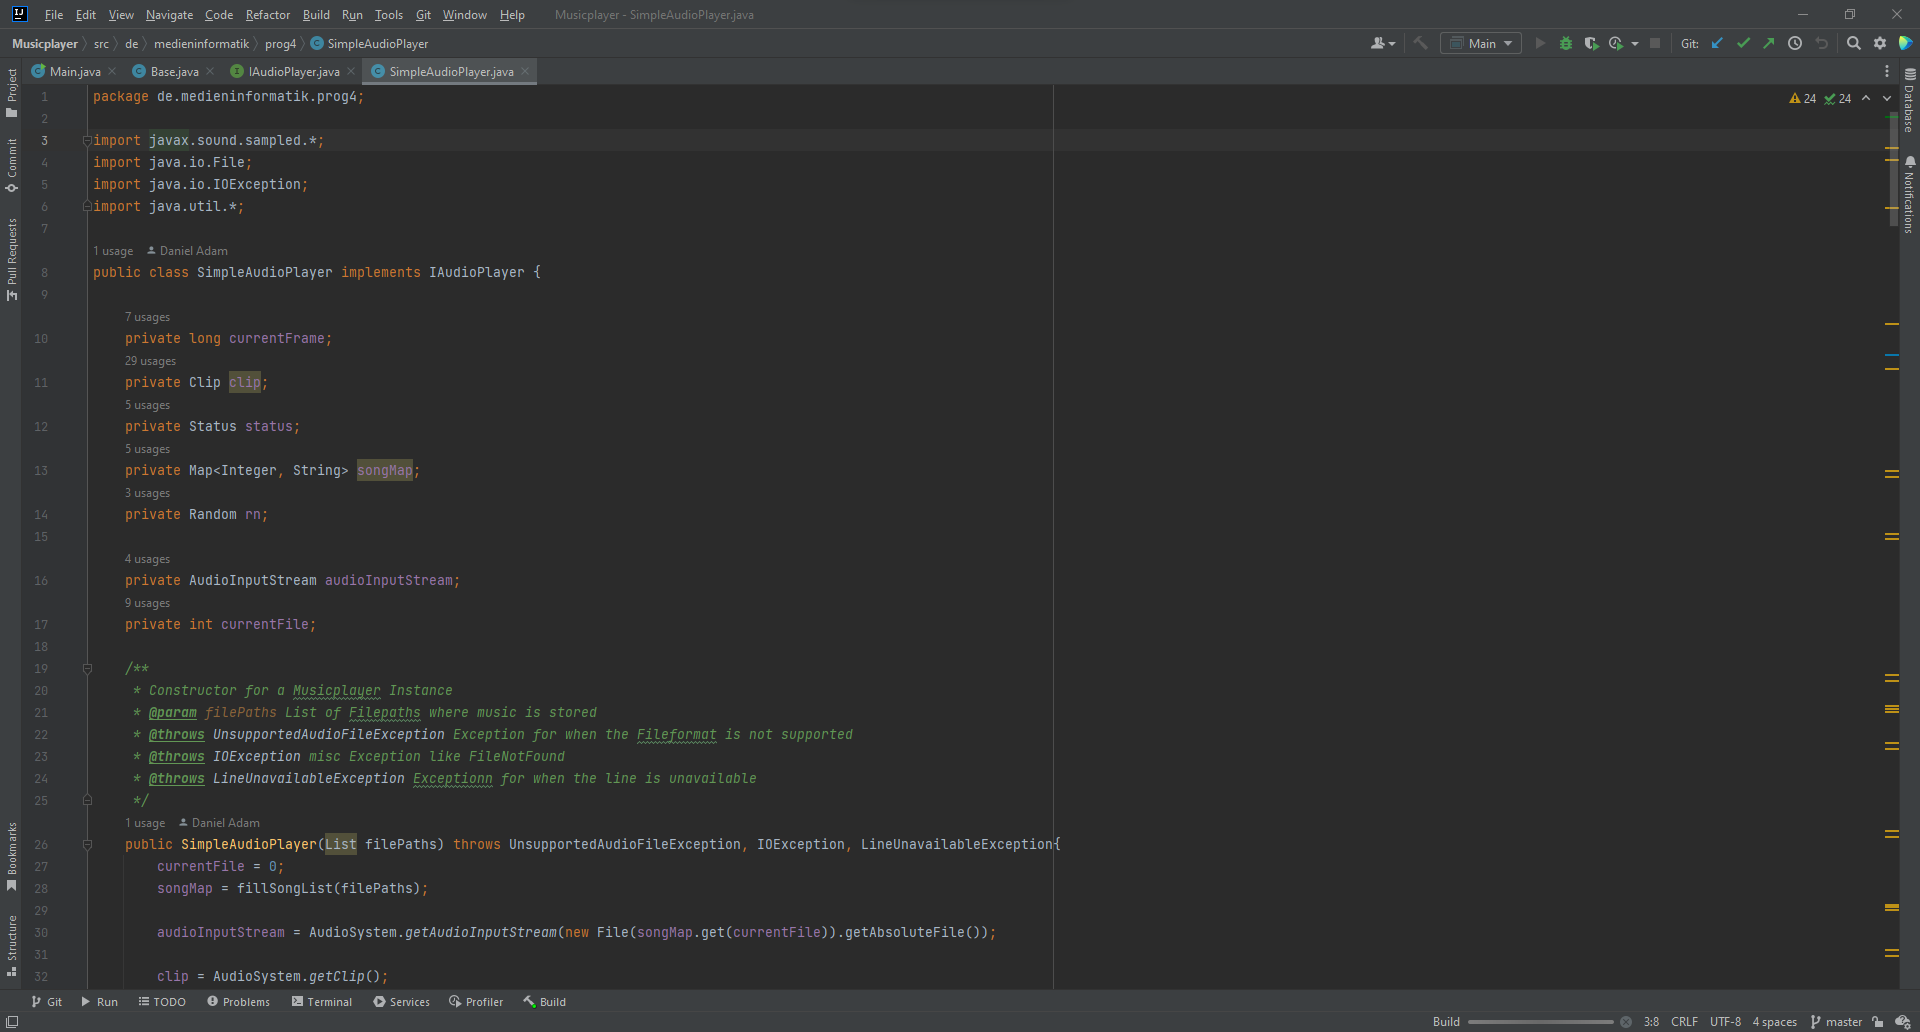 IJ File Edit View Navigate Code Refactor Build Run Tools Git Window Help Musicplayer - SimpleAudioPlayer.java
Musicplayer src de medieninformatik prog4 SimpleAudioPlayer Main Git:
Main.java Base.java IAudioPlayer.java SimpleAudioPlayer.java
Project
Commit
Pull Requests
Bookmarks
Structure
Database
Notifications
24 24
1 package de.medieninformatik.prog4;
2
3 import javax.sound.sampled.*;
4 import java.io.File;
5 import java.io.IOException;
6 import java.util.*;
7
1 usage Daniel Adam
8 public class SimpleAudioPlayer implements IAudioPlayer {
9
7 usages
10 private long currentFrame;
29 usages
11 private Clip clip;
5 usages
12 private Status status;
5 usages
13 private Map<Integer, String> songMap;
3 usages
14 private Random rn;
15
4 usages
16 private AudioInputStream audioInputStream;
9 usages
17 private int currentFile;
18
19 /**
20 * Constructor for a Musicplayer Instance
21 * @param filePaths List of Filepaths where music is stored
22 * @throws UnsupportedAudioFileException Exception for when the Fileformat is not supported
23 * @throws IOException misc Exception like FileNotFound
24 * @throws LineUnavailableException Exceptionn for when the line is unavailable
25 */
1 usage Daniel Adam
26 public SimpleAudioPlayer(List filePaths) throws UnsupportedAudioFileException, IOException, LineUnavailableException{
27 currentFile = 0;
28 songMap = fillSongList(filePaths);
29
30 audioInputStream = AudioSystem.getAudioInputStream(new File(songMap.get(currentFile)).getAbsoluteFile());
31
32 clip = AudioSystem.getClip();
Git Run TODO Problems Terminal Services Profiler Build
Build 3:8 CRLF UTF-8 4 spaces master